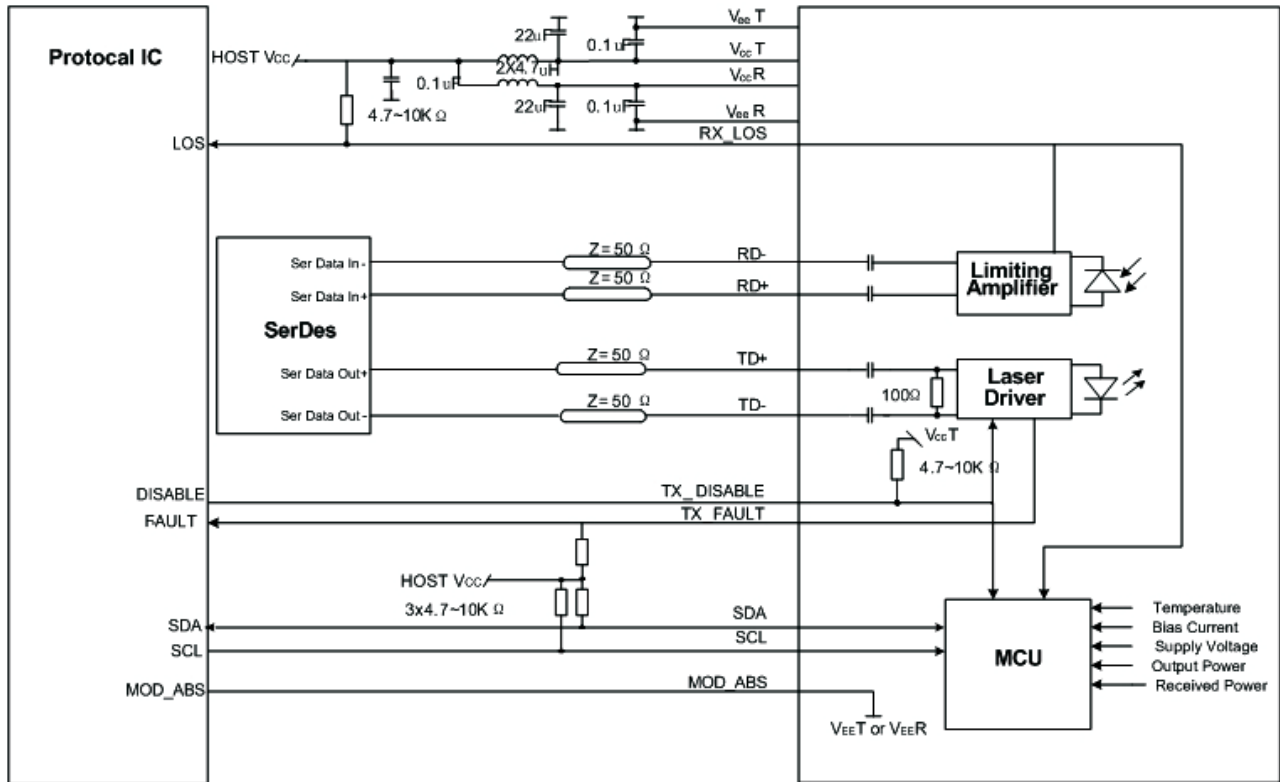 Protocal IC
HOST Vcc
22uF
0.1uF
VeeT
VccT
2X4.7uH
0.1uF
VccR
22uF
0.1uF
VeeR
4.7~10K Ω
LOS
RX_LOS
Ser Data In -
Z= 50 Ω
RD-
Limiting Amplifier
Ser Data In+
Z= 50 Ω
RD+
SerDes
Ser Data Out+
Z= 50 Ω
TD+
Laser Driver
100Ω
Ser Data Out-
Z= 50 Ω
TD-
VccT
4.7~10K Ω
DISABLE
TX_DISABLE
FAULT
TX_FAULT
HOST Vcc
3x4.7~10K Ω
SDA
SDA
SCL
SCL
MCU
Temperature
Bias Current
Supply Voltage
Output Power
Received Power
MOD_ABS
MOD_ABS
VEET or VEER